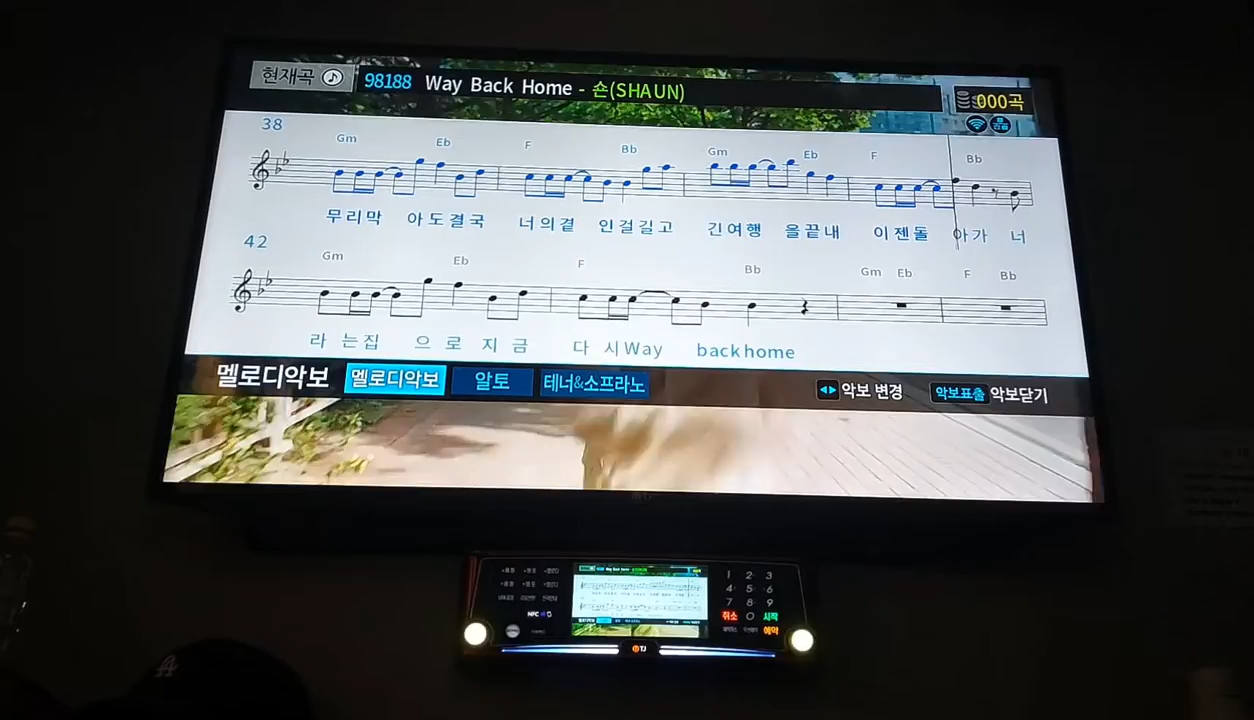 현재곡 98188 Way Back Home - 숀(SHAUN) 000곡
38
Gm Eb F Bb Gm Eb F Bb
무리막 아도결국 너의곁 인걸길고 긴여행 을끝내 이젠돌 아가 너
42
Gm Eb F Bb Gm Eb F Bb
라 는집 으로 지금 다 시Way backhome
멜로디악보 멜로디악보 알토 테너&소프라노 악보 변경 악보표출 악보닫기
1 2 3
4 5 6
7 8 9
NFC 취소 0 시작
예약
TJ
A